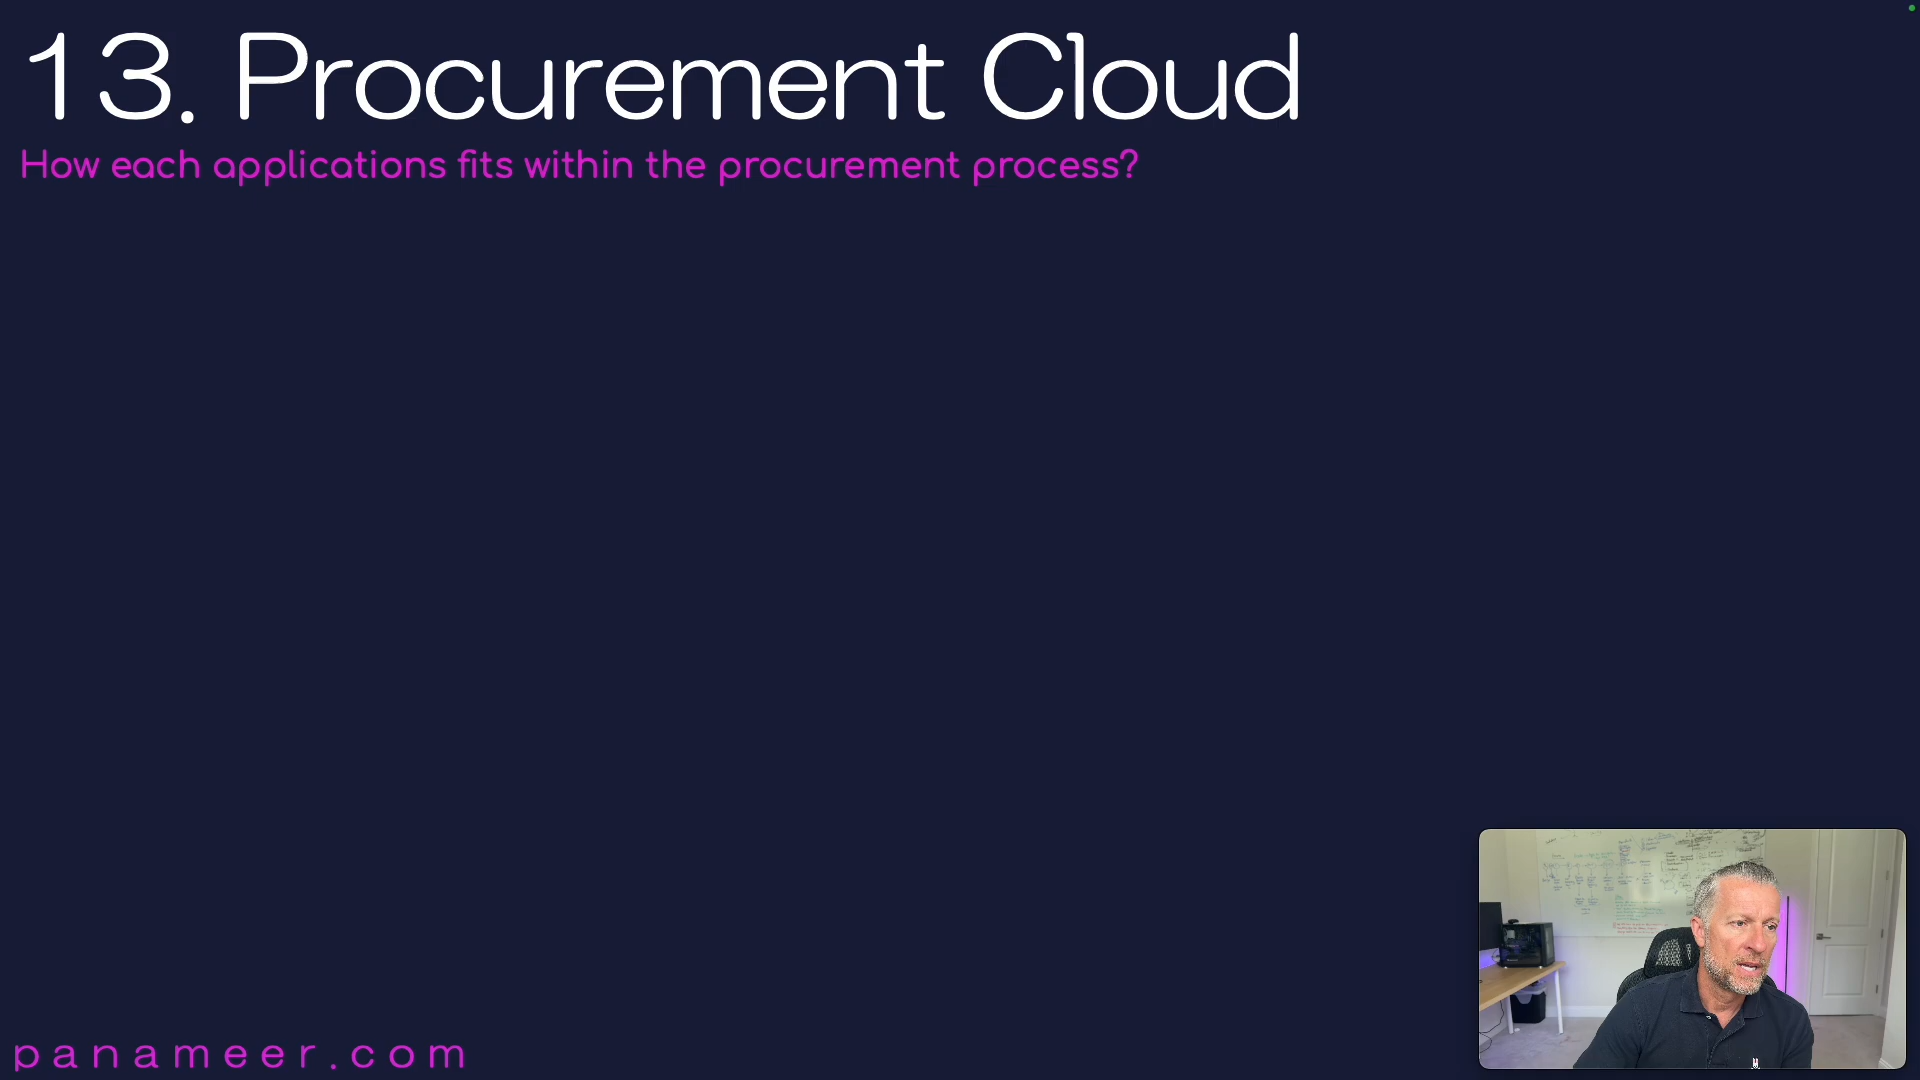 13. Procurement Cloud
How each applications fits within the procurement process?
panameer.com